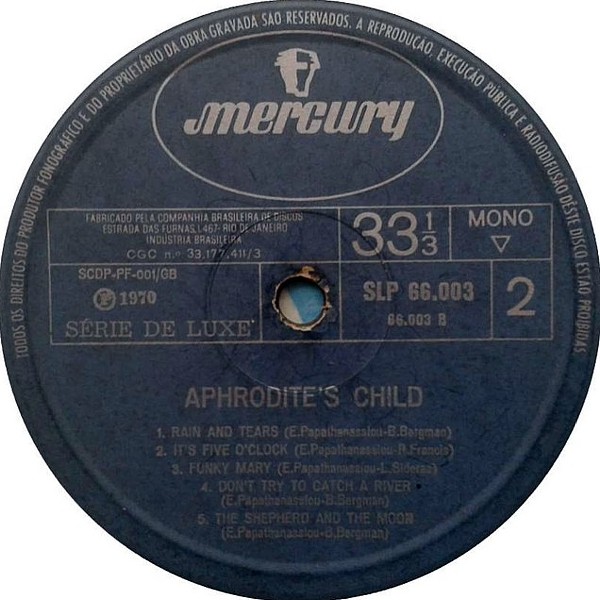 TODOS OS DIREITOS DO PRODUTOR FONOGRÁFICO E DO PROPRIETÁRIO DA OBRA GRAVADA SÃO RESERVADOS. A REPRODUÇÃO, EXECUÇÃO PÚBLICA E RADIODIFUSÃO DÊSTE DISCO ESTÃO PROIBIDAS
mercury
FABRICADO PELA COMPANHIA BRASILEIRA DE DISCOS
ESTRADA DAS FURNAS, 1.467- RIO DE JANEIRO
INDÚSTRIA BRASILEIRA
CGC n.º 33.177.411/3
33 1/3
MONO
SCDP-PF-001/GB
℗ 1970
SÉRIE DE LUXE
SLP 66.003
66.003 B
2
APHRODITE'S CHILD
1. RAIN AND TEARS (E.Papathanassiou-B.Bergman)
2. IT'S FIVE O'CLOCK (E.Papathanassiou-R.Francis)
3. FUNKY MARY (E.Papathanassiou-L.Sideras)
4. DON'T TRY TO CATCH A RIVER
(E.Papathanassiou-B.Bergman)
5. THE SHEPHERD AND THE MOON
(E.Papathanassiou-B.Bergman)